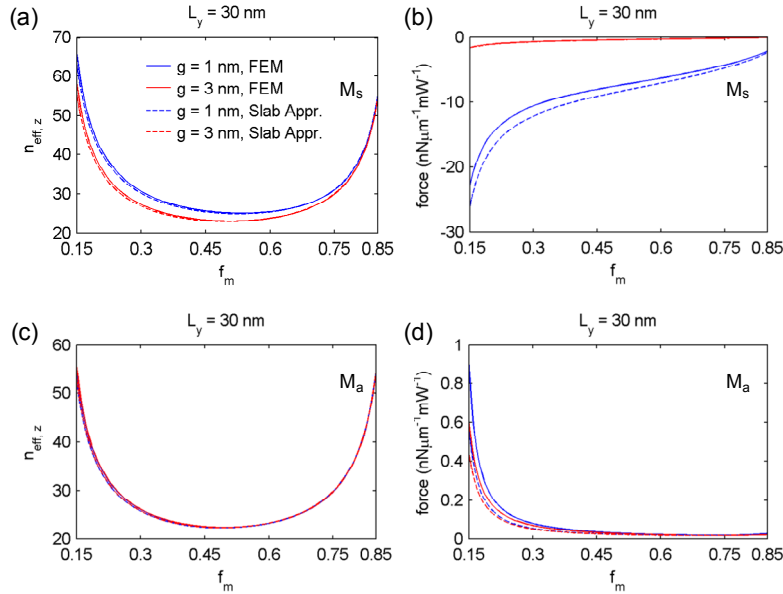 (a)
L_y = 30 nm
70
60
50
40
30
20
n_eff, z
g = 1 nm, FEM
g = 3 nm, FEM
g = 1 nm, Slab Appr.
g = 3 nm, Slab Appr.
M_s
0.15 0.3 0.45 0.6 0.75 0.85
f_m
(b)
L_y = 30 nm
0
-10
-20
-30
force (nNμm⁻¹mW⁻¹)
M_s
0.15 0.3 0.45 0.6 0.75 0.85
f_m
(c)
L_y = 30 nm
60
50
40
30
20
n_eff, z
M_a
0.15 0.3 0.45 0.6 0.75 0.85
f_m
(d)
L_y = 30 nm
1
0.8
0.6
0.4
0.2
0
force (nNμm⁻¹mW⁻¹)
M_a
0.15 0.3 0.45 0.6 0.75 0.85
f_m